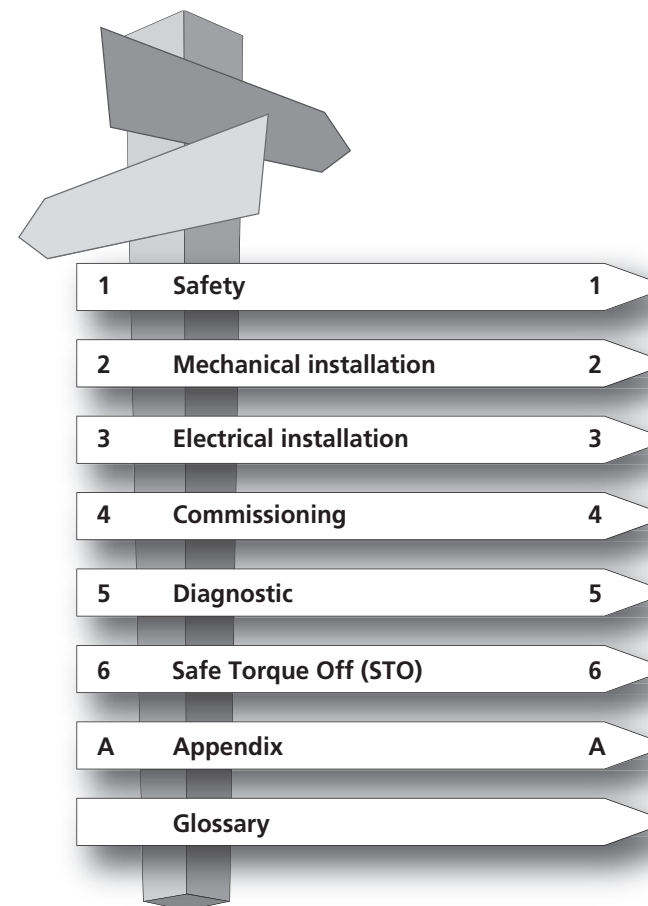 1 Safety 1
2 Mechanical installation 2
3 Electrical installation 3
4 Commissioning 4
5 Diagnostic 5
6 Safe Torque Off (STO) 6
A Appendix A
Glossary